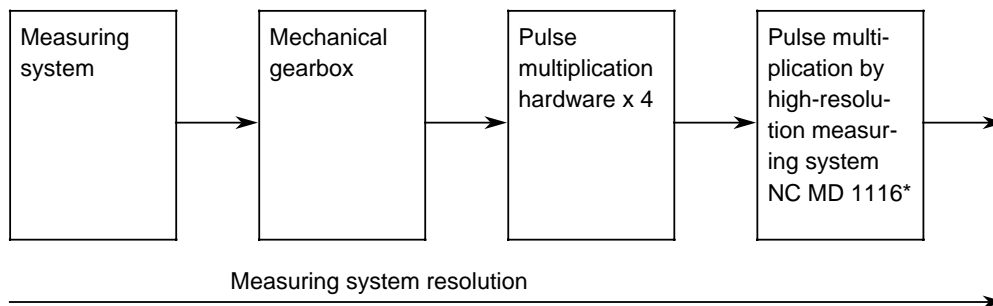 Measuring
system
Mechanical
gearbox
Pulse
multiplication
hardware x 4
Pulse multi-
plication by
high-resolu-
tion measur-
ing system
NC MD 1116*
Measuring system resolution